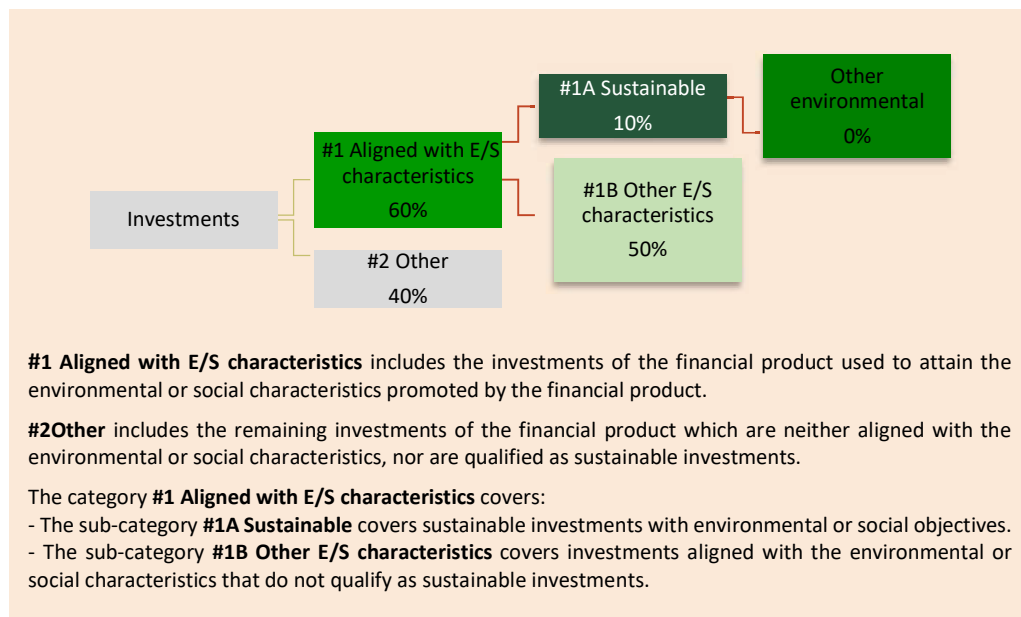 Investments
#1 Aligned with E/S
characteristics
60%
#2 Other
40%
#1A Sustainable
10%
#1B Other E/S
characteristics
50%
Other
environmental
0%
#1 Aligned with E/S characteristics includes the investments of the financial product used to attain the
environmental or social characteristics promoted by the financial product.
#2Other includes the remaining investments of the financial product which are neither aligned with the
environmental or social characteristics, nor are qualified as sustainable investments.
The category #1 Aligned with E/S characteristics covers:
- The sub-category #1A Sustainable covers sustainable investments with environmental or social objectives.
- The sub-category #1B Other E/S characteristics covers investments aligned with the environmental or
social characteristics that do not qualify as sustainable investments.